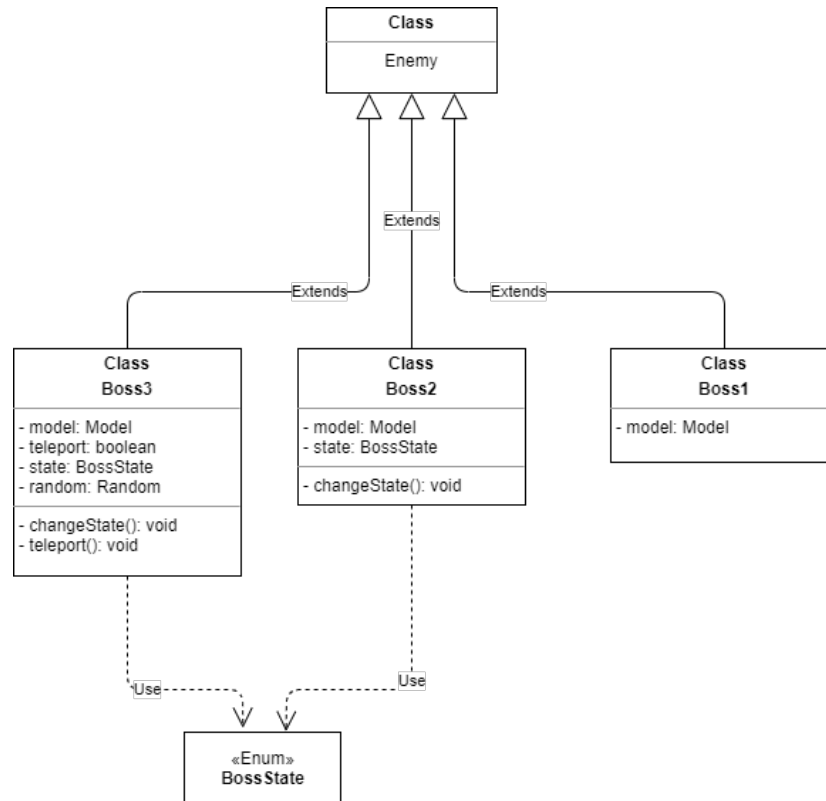 Class
Enemy
Extends
Extends
Extends
Class
Boss3
- model: Model
- teleport: boolean
- state: BossState
- random: Random
- changeState(): void
- teleport(): void
Class
Boss2
- model: Model
- state: BossState
- changeState(): void
Class
Boss1
- model: Model
Use
Use
«Enum»
BossState